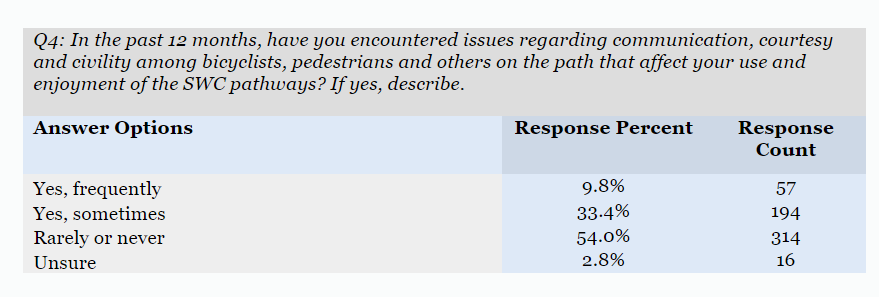 Q4: In the past 12 months, have you encountered issues regarding communication, courtesy
and civility among bicyclists, pedestrians and others on the path that affect your use and
enjoyment of the SWC pathways? If yes, describe.
Answer Options Response Percent Response
Count
Yes, frequently 9.8% 57
Yes, sometimes 33.4% 194
Rarely or never 54.0% 314
Unsure 2.8% 16